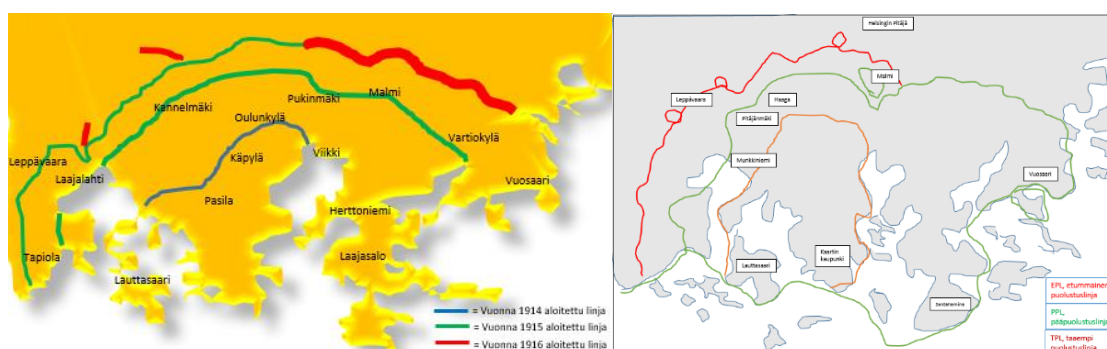 Kannelmäki
Pukinmäki
Malmi
Oulunkylä
Vartiokylä
Leppävaara
Käpylä
Viikki
Laajalahti
Vuosaari
Pasila
Herttoniemi
Tapiola
Laajasalo
Lauttasaari
= Vuonna 1914 aloitettu linja
= Vuonna 1915 aloitettu linja
= Vuonna 1916 aloitettu linja
Helsingin Pitäjä
Malmi
Leppävaara
Haaga
Pitäjänmäki
Munkkiniemi
Vuosaari
Lauttasaari
Kaartin
kaupunki
EPL, etummainen
puolustuslinja
PPL,
pääpuolustuslinja
TPL, taaempi
puolustuslinja